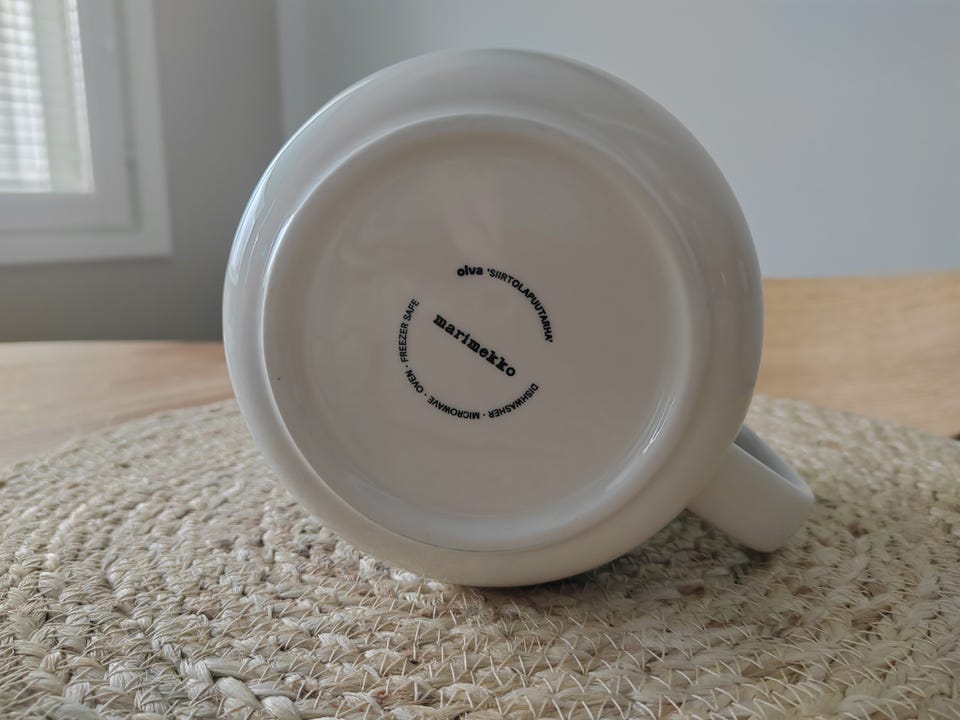 oiva 'SIIRTOLAPUUTARHA'
marimekko
DISHWASHER · MICROWAVE · OVEN · FREEZER SAFE